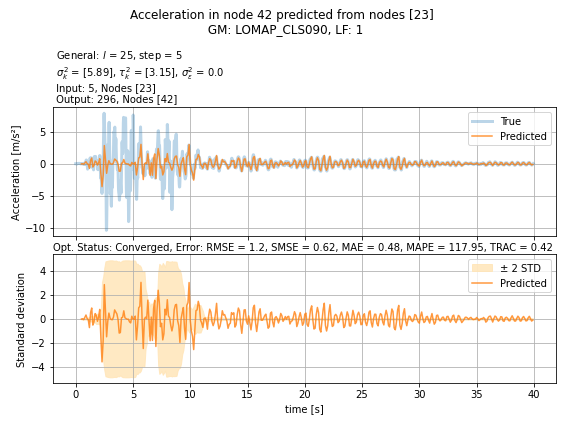 Acceleration in node 42 predicted from nodes [23]
GM: LOMAP_CLS090, LF: 1
General: l = 25, step = 5
σ²ₖ = [5.89], τ²ₖ = [3.15], σ²ε = 0.0
Input: 5, Nodes [23]
Output: 296, Nodes [42]
True
Predicted
5
0
−5
−10
Acceleration [m/s²]
Opt. Status: Converged, Error: RMSE = 1.2, SMSE = 0.62, MAE = 0.48, MAPE = 117.95, TRAC = 0.42
± 2 STD
Predicted
4
2
0
−2
−4
Standard deviation
0 5 10 15 20 25 30 35 40
time [s]